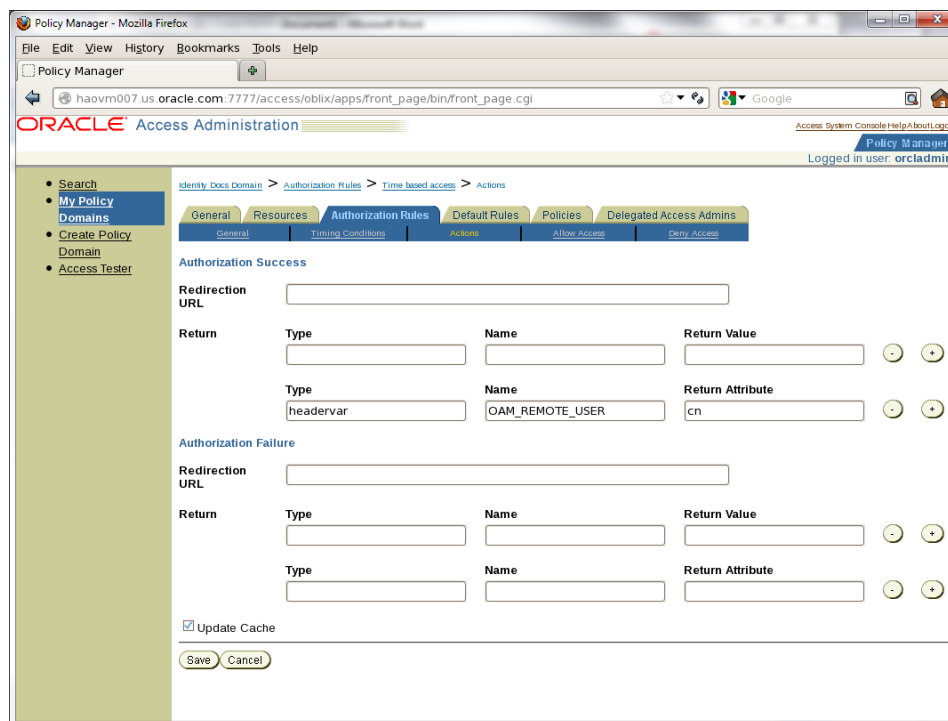 Policy Manager - Mozilla Firefox
File Edit View History Bookmarks Tools Help
Policy Manager
haovm007.us.oracle.com:7777/access/oblix/apps/front_page/bin/front_page.cgi
Google
ORACLE Access Administration
Access System Console Help About Logo
Policy Manager
Logged in user: orcladmin
Search
My Policy
Domains
Create Policy
Domain
Access Tester
Identity Docs Domain > Authorization Rules > Time based access > Actions
General Resources Authorization Rules Default Rules Policies Delegated Access Admins
General Timing Conditions Actions Allow Access Deny Access
Authorization Success
Redirection
URL
Return Type Name Return Value
- +
Type Name Return Attribute
headervar OAM_REMOTE_USER cn - +
Authorization Failure
Redirection
URL
Return Type Name Return Value
- +
Type Name Return Attribute
- +
Update Cache
Save Cancel